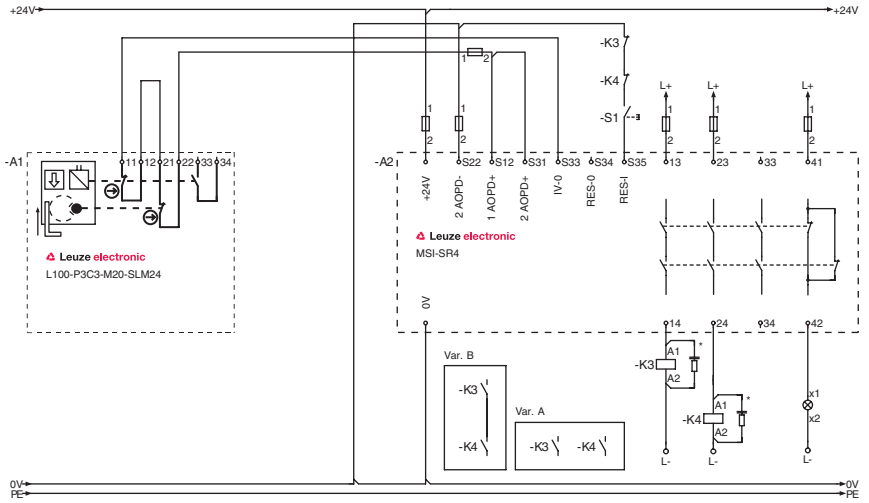 +24V +24V
-K3
-K4
-S1
L+ L+ L+
1 2
1 1 1 1 1
2 2 2 2 2
-A1 11 12 21 22 33 34
-A2 S22 S12 S31 S33 S34 S35 13 23 33 41
+24V
2 AOPD-
1 AOPD+
2 AOPD+
IV-0
RES-0
RES-I
Leuze electronic
L100-P3C3-M20-SLM24
Leuze electronic
MSI-SR4
0V
14 24 34 42
Var. B
-K3
-K4
Var. A
-K3 -K4
-K3 A1 *
A2
-K4 A1 *
A2
x1
x2
L- L- L-
0V 0V
PE PE